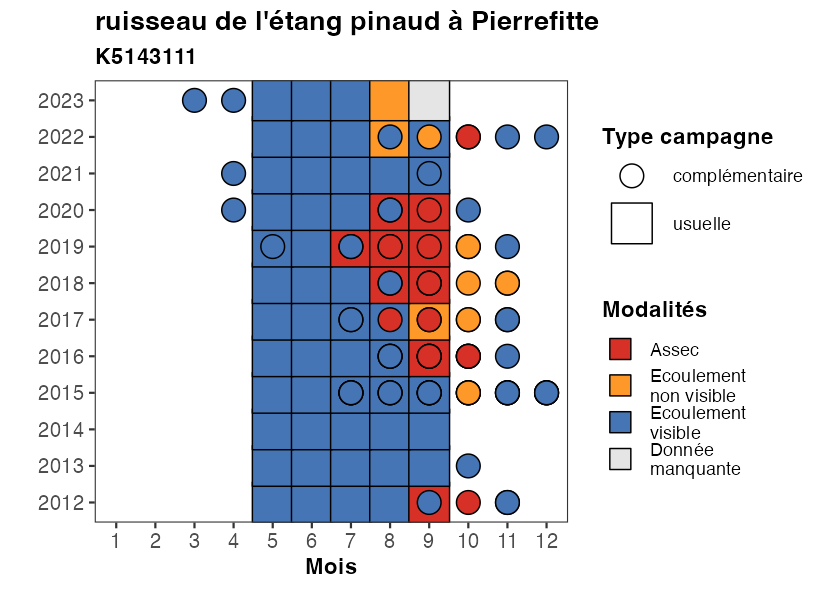 ruisseau de l'étang pinaud à Pierrefitte
K5143111
2023
2022
2021
2020
2019
2018
2017
2016
2015
2014
2013
2012
1 2 3 4 5 6 7 8 9 10 11 12
Mois
Type campagne
complémentaire
usuelle
Modalités
Assec
Ecoulement
non visible
Ecoulement
visible
Donnée
manquante